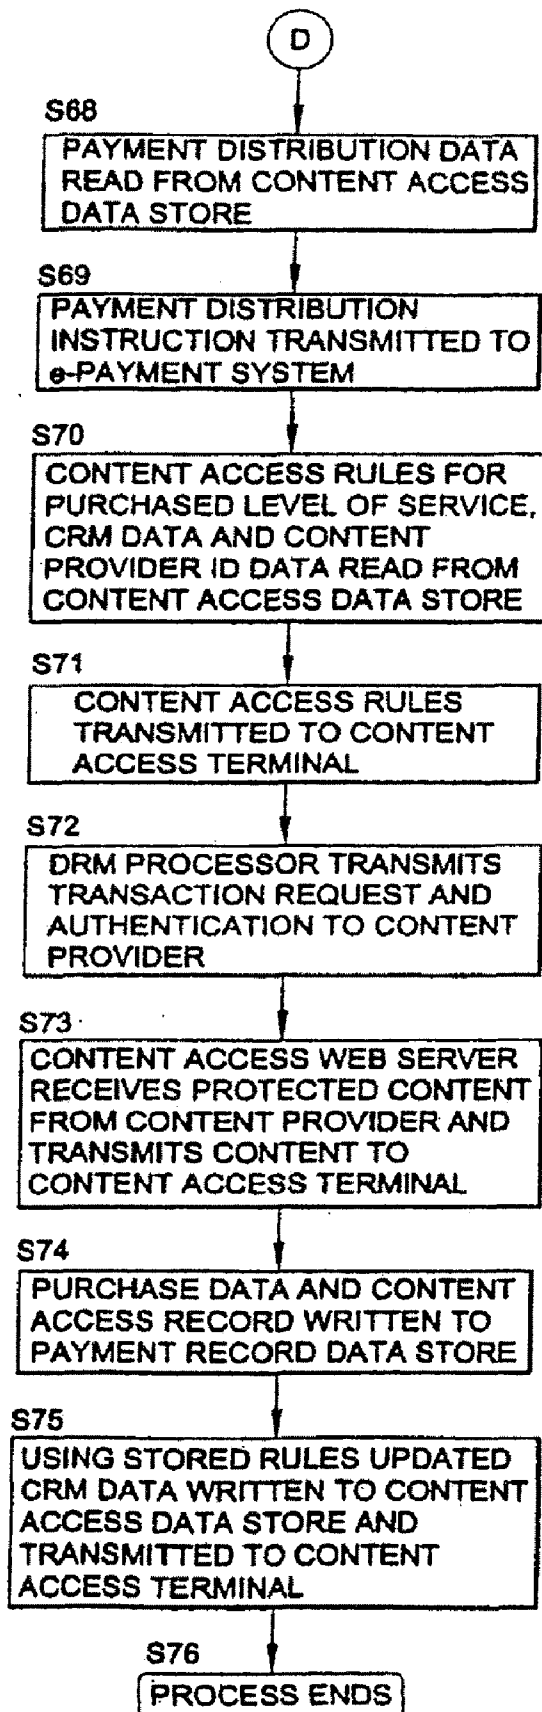 D
S68
PAYMENT DISTRIBUTION DATA
READ FROM CONTENT ACCESS
DATA STORE
S69
PAYMENT DISTRIBUTION
INSTRUCTION TRANSMITTED TO
e-PAYMENT SYSTEM
S70
CONTENT ACCESS RULES FOR
PURCHASED LEVEL OF SERVICE,
CRM DATA AND CONTENT
PROVIDER ID DATA READ FROM
CONTENT ACCESS DATA STORE
S71
CONTENT ACCESS RULES
TRANSMITTED TO CONTENT
ACCESS TERMINAL
S72
DRM PROCESSOR TRANSMITS
TRANSACTION REQUEST AND
AUTHENTICATION TO CONTENT
PROVIDER
S73
CONTENT ACCESS WEB SERVER
RECEIVES PROTECTED CONTENT
FROM CONTENT PROVIDER AND
TRANSMITS CONTENT TO
CONTENT ACCESS TERMINAL
S74
PURCHASE DATA AND CONTENT
ACCESS RECORD WRITTEN TO
PAYMENT RECORD DATA STORE
S75
USING STORED RULES UPDATED
CRM DATA WRITTEN TO CONTENT
ACCESS DATA STORE AND
TRANSMITTED TO CONTENT
ACCESS TERMINAL
S76
PROCESS ENDS